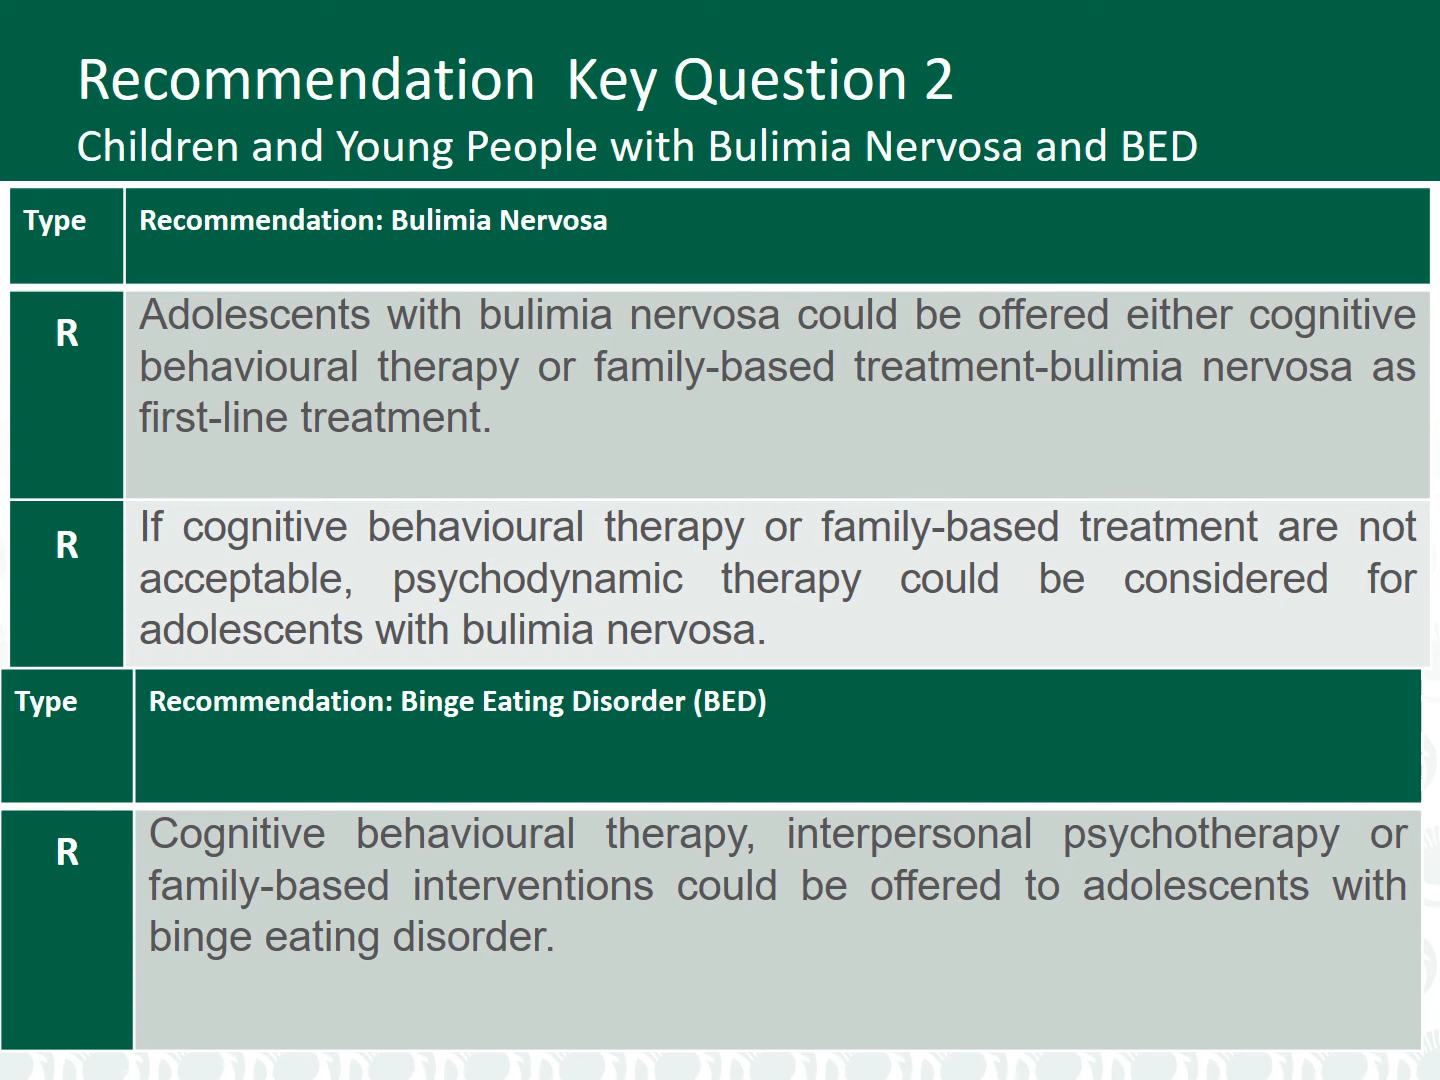 Recommendation  Key Question 2
Children and Young People with Bulimia Nervosa and BED
Type
Recommendation: Bulimia Nervosa
R
Adolescents with bulimia nervosa could be offered either cognitive
behavioural therapy or family-based treatment-bulimia nervosa as
first-line treatment.
R
If cognitive behavioural therapy or family-based treatment are not
acceptable, psychodynamic therapy could be considered for
adolescents with bulimia nervosa.
Type
Recommendation: Binge Eating Disorder (BED)
R
Cognitive behavioural therapy, interpersonal psychotherapy or
family-based interventions could be offered to adolescents with
binge eating disorder.